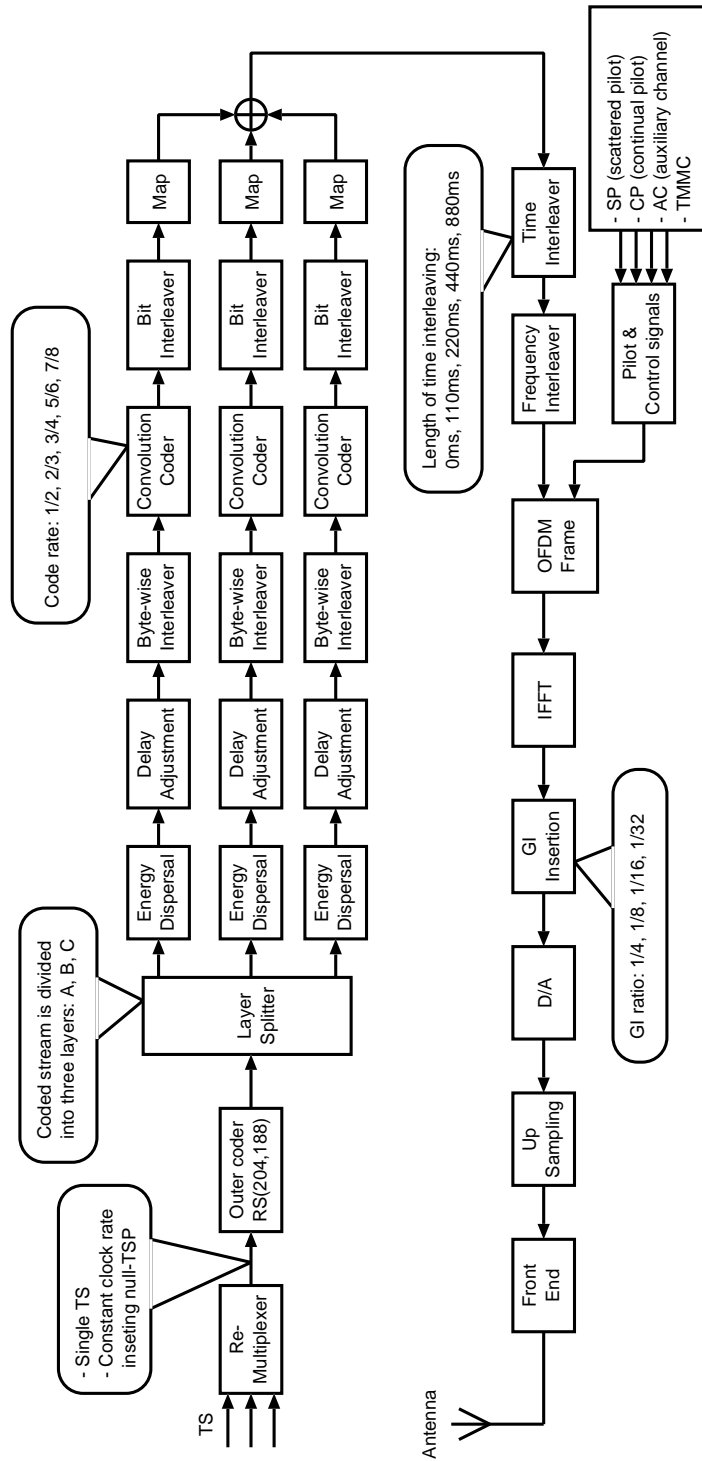 - Single TS
- Constant clock rate
inseting null-TSP
Coded stream is divided
into three layers: A, B, C
Code rate: 1/2, 2/3, 3/4, 5/6, 7/8
TS
Re-
Multiplexer
Outer coder
RS(204,188)
Layer
Splitter
Energy
Dispersal
Delay
Adjustment
Byte-wise
Interleaver
Convolution
Coder
Bit
Interleaver
Map
Energy
Dispersal
Delay
Adjustment
Byte-wise
Interleaver
Convolution
Coder
Bit
Interleaver
Map
Energy
Dispersal
Delay
Adjustment
Byte-wise
Interleaver
Convolution
Coder
Bit
Interleaver
Map
Length of time interleaving:
0ms, 110ms, 220ms, 440ms, 880ms
Antenna
Front
End
Up
Sampling
D/A
GI
Insertion
IFFT
OFDM
Frame
Frequency
Interleaver
Time
Interleaver
GI ratio: 1/4, 1/8, 1/16, 1/32
Pilot &
Control signals
- SP (scattered pilot)
- CP (continual pilot)
- AC (auxiliary channel)
- TMMC